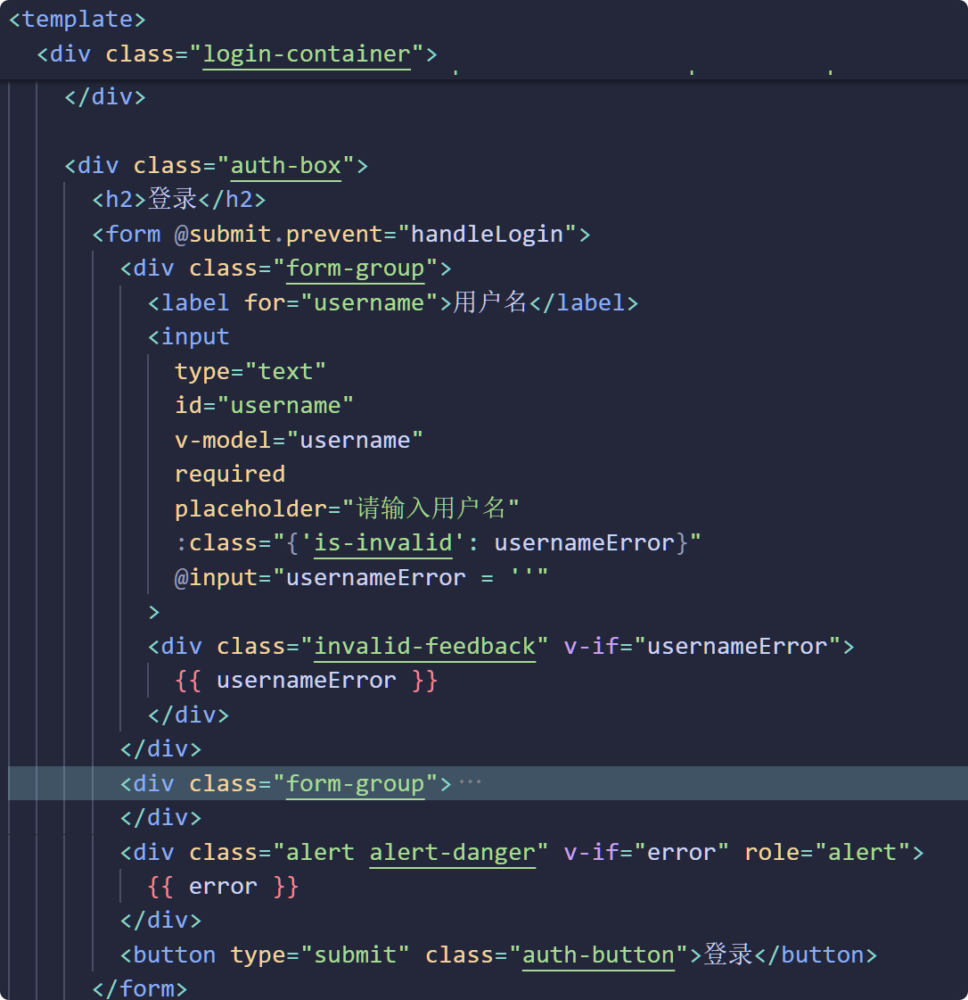 <template>
<div class="login-container">
</div>
<div class="auth-box">
<h2>登录</h2>
<form @submit.prevent="handleLogin">
<div class="form-group">
<label for="username">用户名</label>
<input
type="text"
id="username"
v-model="username"
required
placeholder="请输入用户名"
:class="{'is-invalid': usernameError}"
@input="usernameError = ''"
>
<div class="invalid-feedback" v-if="usernameError">
{{ usernameError }}
</div>
</div>
<div class="form-group">···
</div>
<div class="alert alert-danger" v-if="error" role="alert">
{{ error }}
</div>
<button type="submit" class="auth-button">登录</button>
</form>